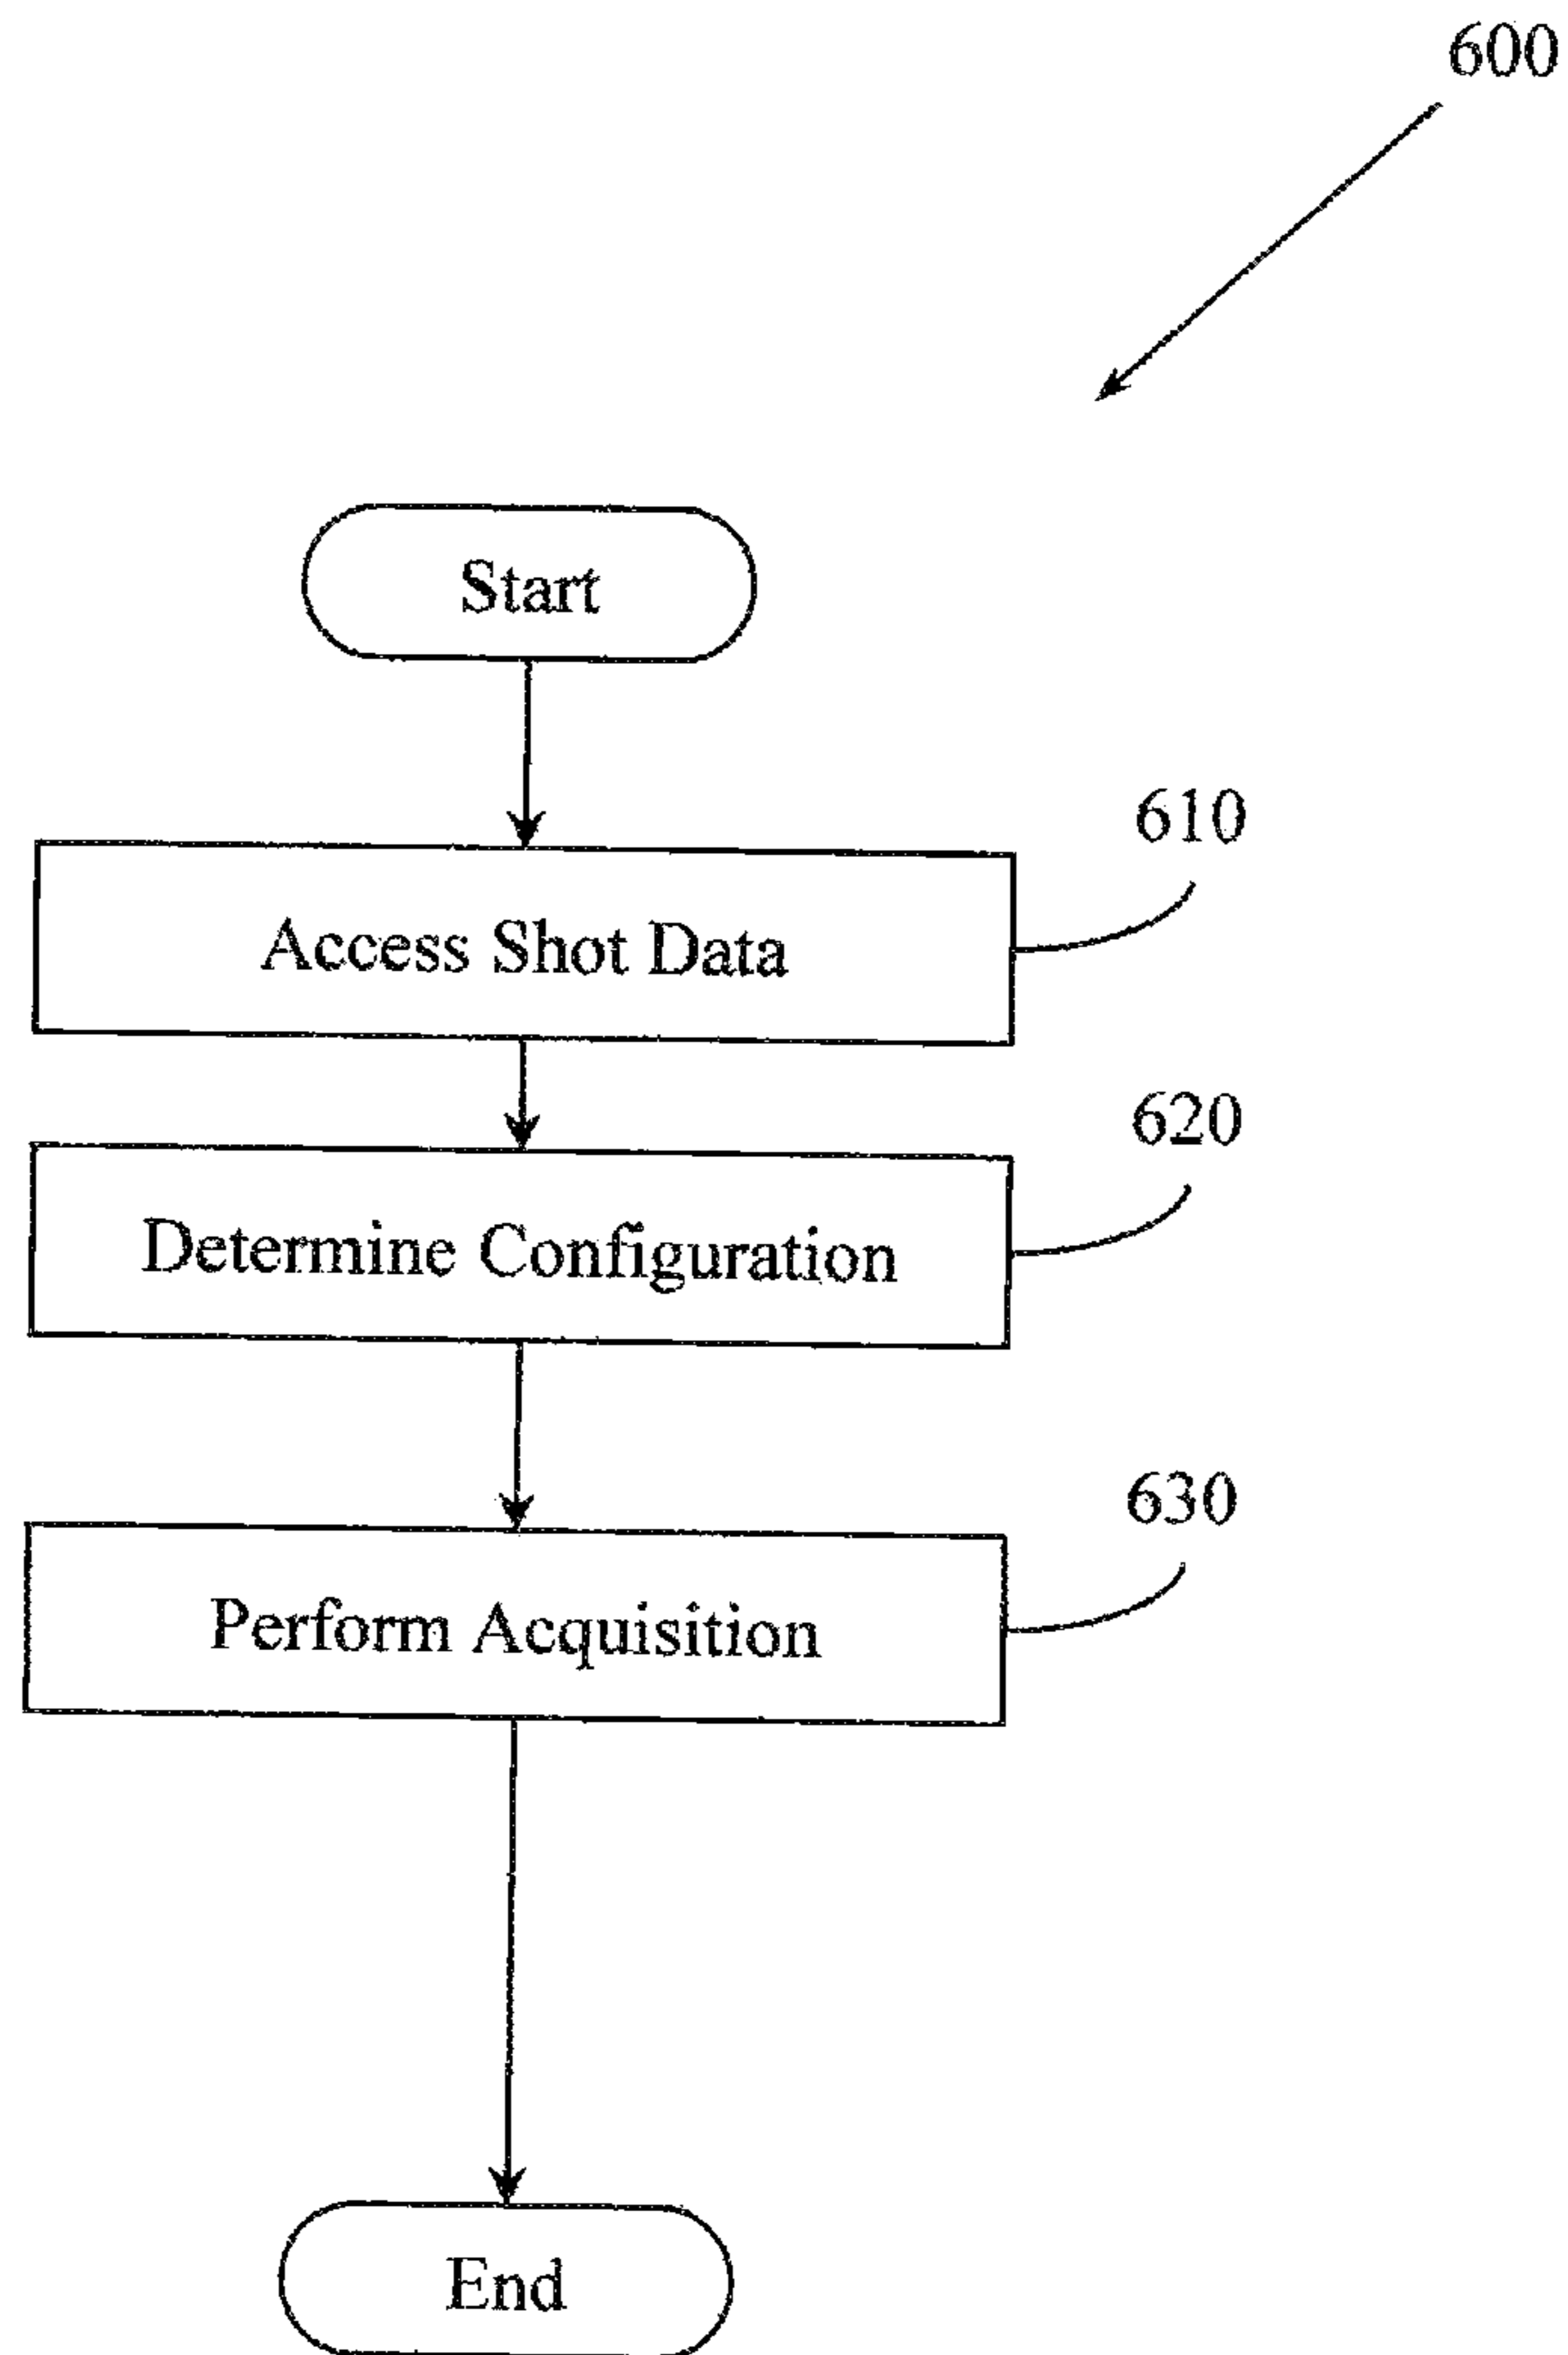 600
Start
610
Access Shot Data
620
Determine Configuration
630
Perform Acquisition
End